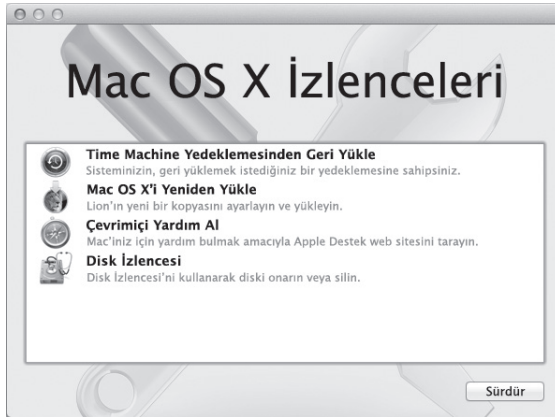 Mac OS X İzlenceleri
Time Machine Yedeklemesinden Geri Yükle
Sisteminizin, geri yüklemek istediğiniz bir yedeklemesine sahipsiniz.
Mac OS X'i Yeniden Yükle
Lion'ın yeni bir kopyasını ayarlayın ve yükleyin.
Çevrimiçi Yardım Al
Mac'iniz için yardım bulmak amacıyla Apple Destek web sitesini tarayın.
Disk İzlencesi
Disk İzlencesi'ni kullanarak diski onarın veya silin.
Sürdür